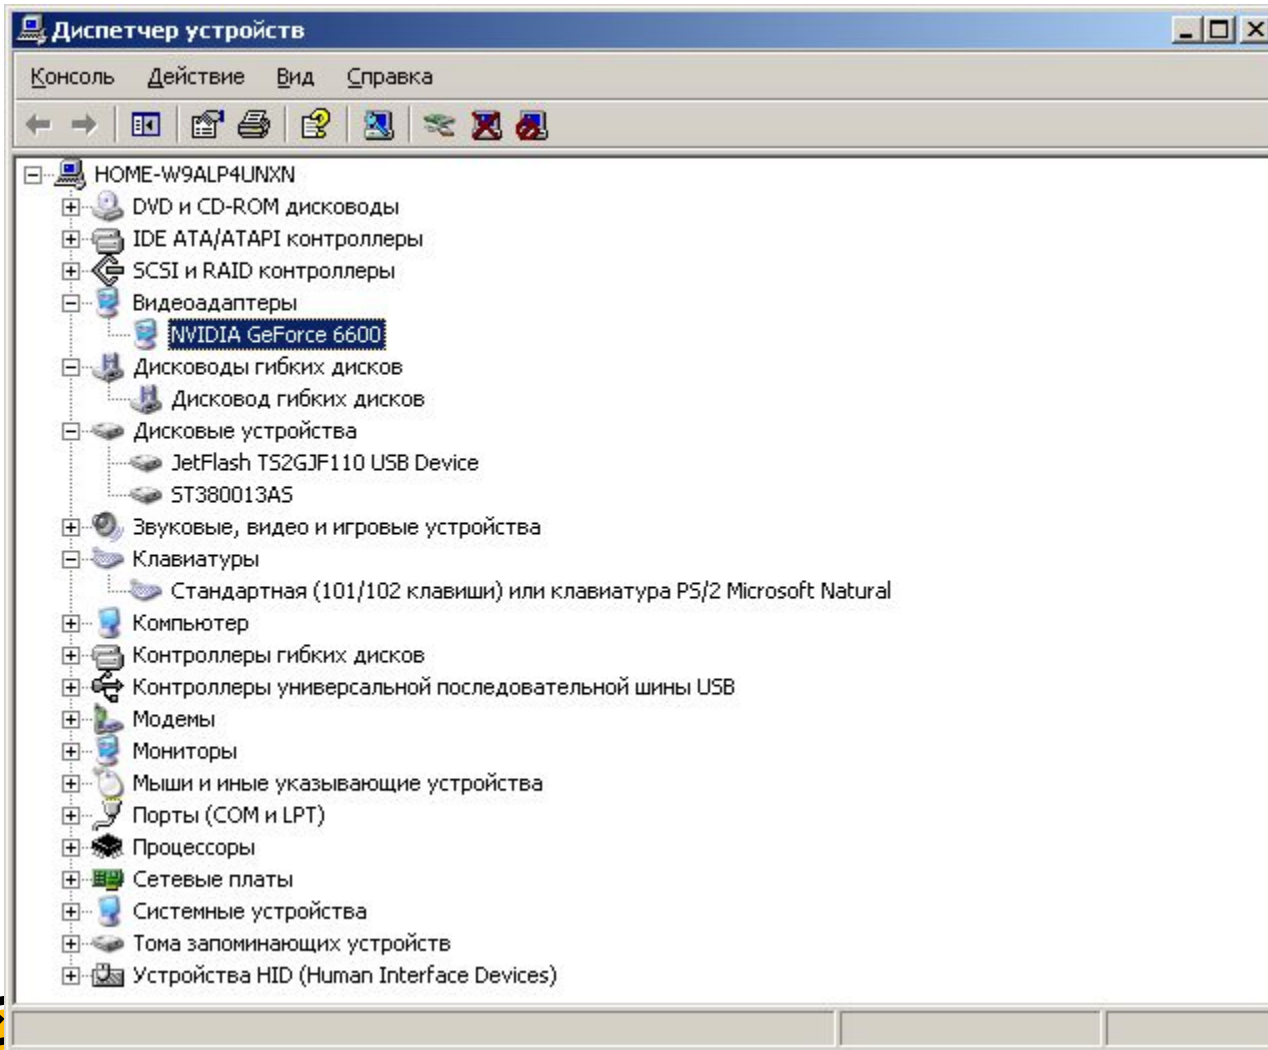 Диспетчер устройств
Консоль Действие Вид Справка
HOME-W9ALP4UNXN
DVD и CD-ROM дисководы
IDE ATA/ATAPI контроллеры
SCSI и RAID контроллеры
Видеоадаптеры
NVIDIA GeForce 6600
Дисководы гибких дисков
Дисковод гибких дисков
Дисковые устройства
JetFlash TS2GJF110 USB Device
ST380013AS
Звуковые, видео и игровые устройства
Клавиатуры
Стандартная (101/102 клавиши) или клавиатура PS/2 Microsoft Natural
Компьютер
Контроллеры гибких дисков
Контроллеры универсальной последовательной шины USB
Модемы
Мониторы
Мыши и иные указывающие устройства
Порты (COM и LPT)
Процессоры
Сетевые платы
Системные устройства
Тома запоминающих устройств
Устройства HID (Human Interface Devices)